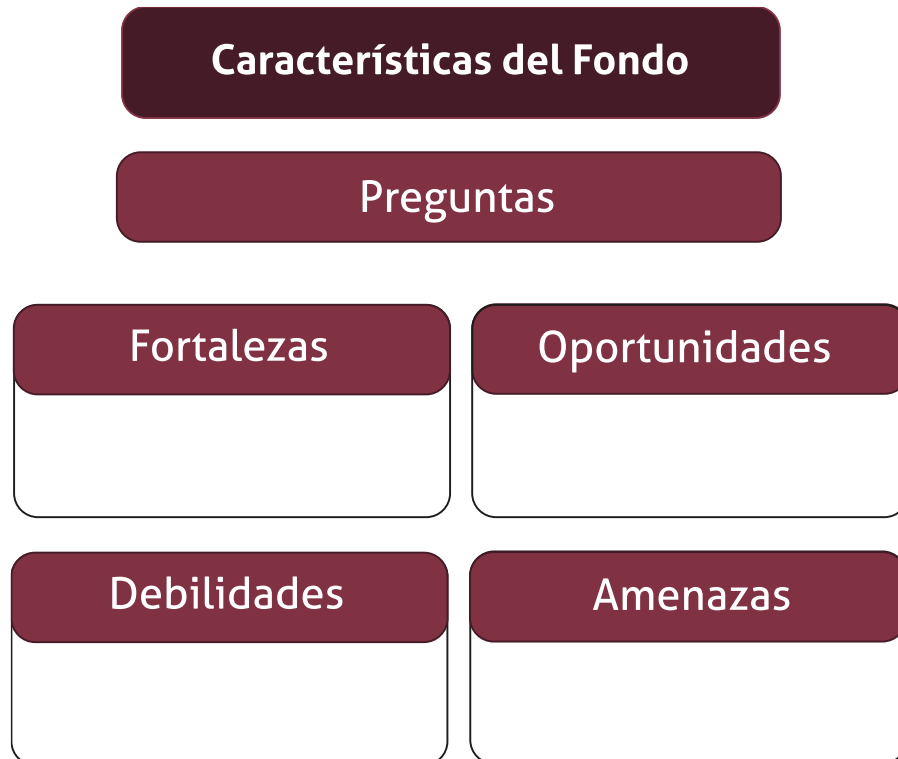 Características del Fondo
Preguntas
Fortalezas
Oportunidades
Debilidades
Amenazas